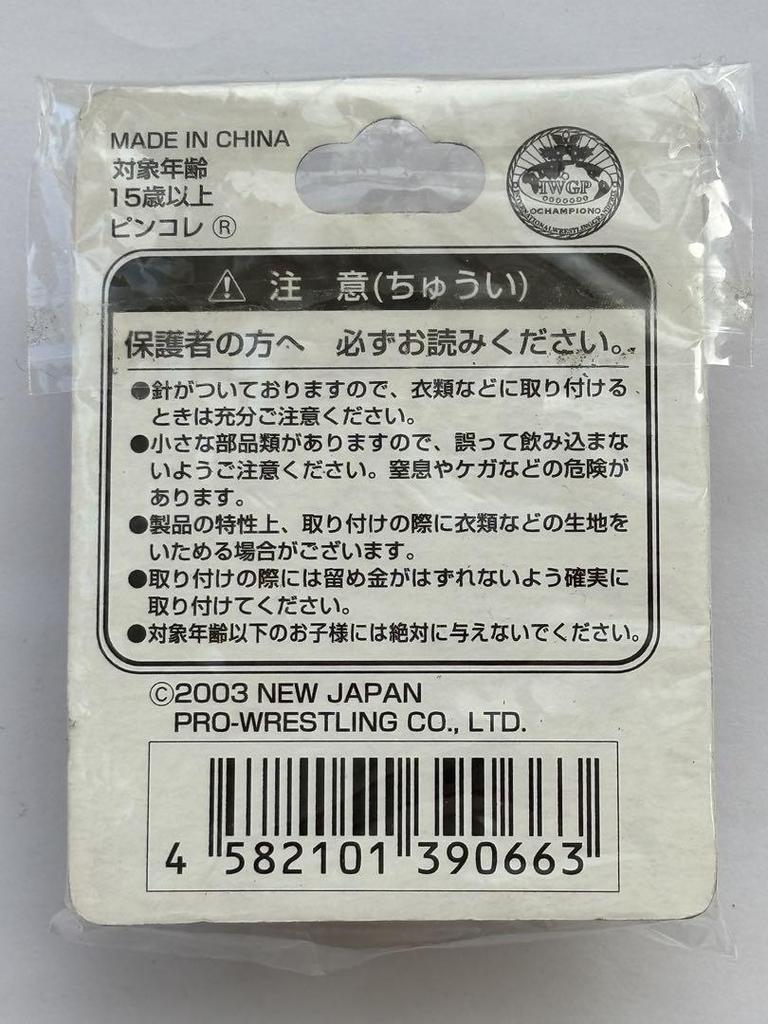 MADE IN CHINA
対象年齢
15歳以上
ピンコレ ®
IWGP
CHAMPION
⚠ 注 意(ちゅうい)
保護者の方へ 必ずお読みください。
●針がついておりますので、衣類などに取り付ける
ときは充分ご注意ください。
●小さな部品類がありますので、誤って飲み込まな
いようご注意ください。窒息やケガなどの危険が
あります。
●製品の特性上、取り付けの際に衣類などの生地を
いためる場合がございます。
●取り付けの際には留め金がはずれないよう確実に
取り付けてください。
●対象年齢以下のお子様には絶対に与えないでください。
©2003 NEW JAPAN
PRO-WRESTLING CO., LTD.
4 582101 390663